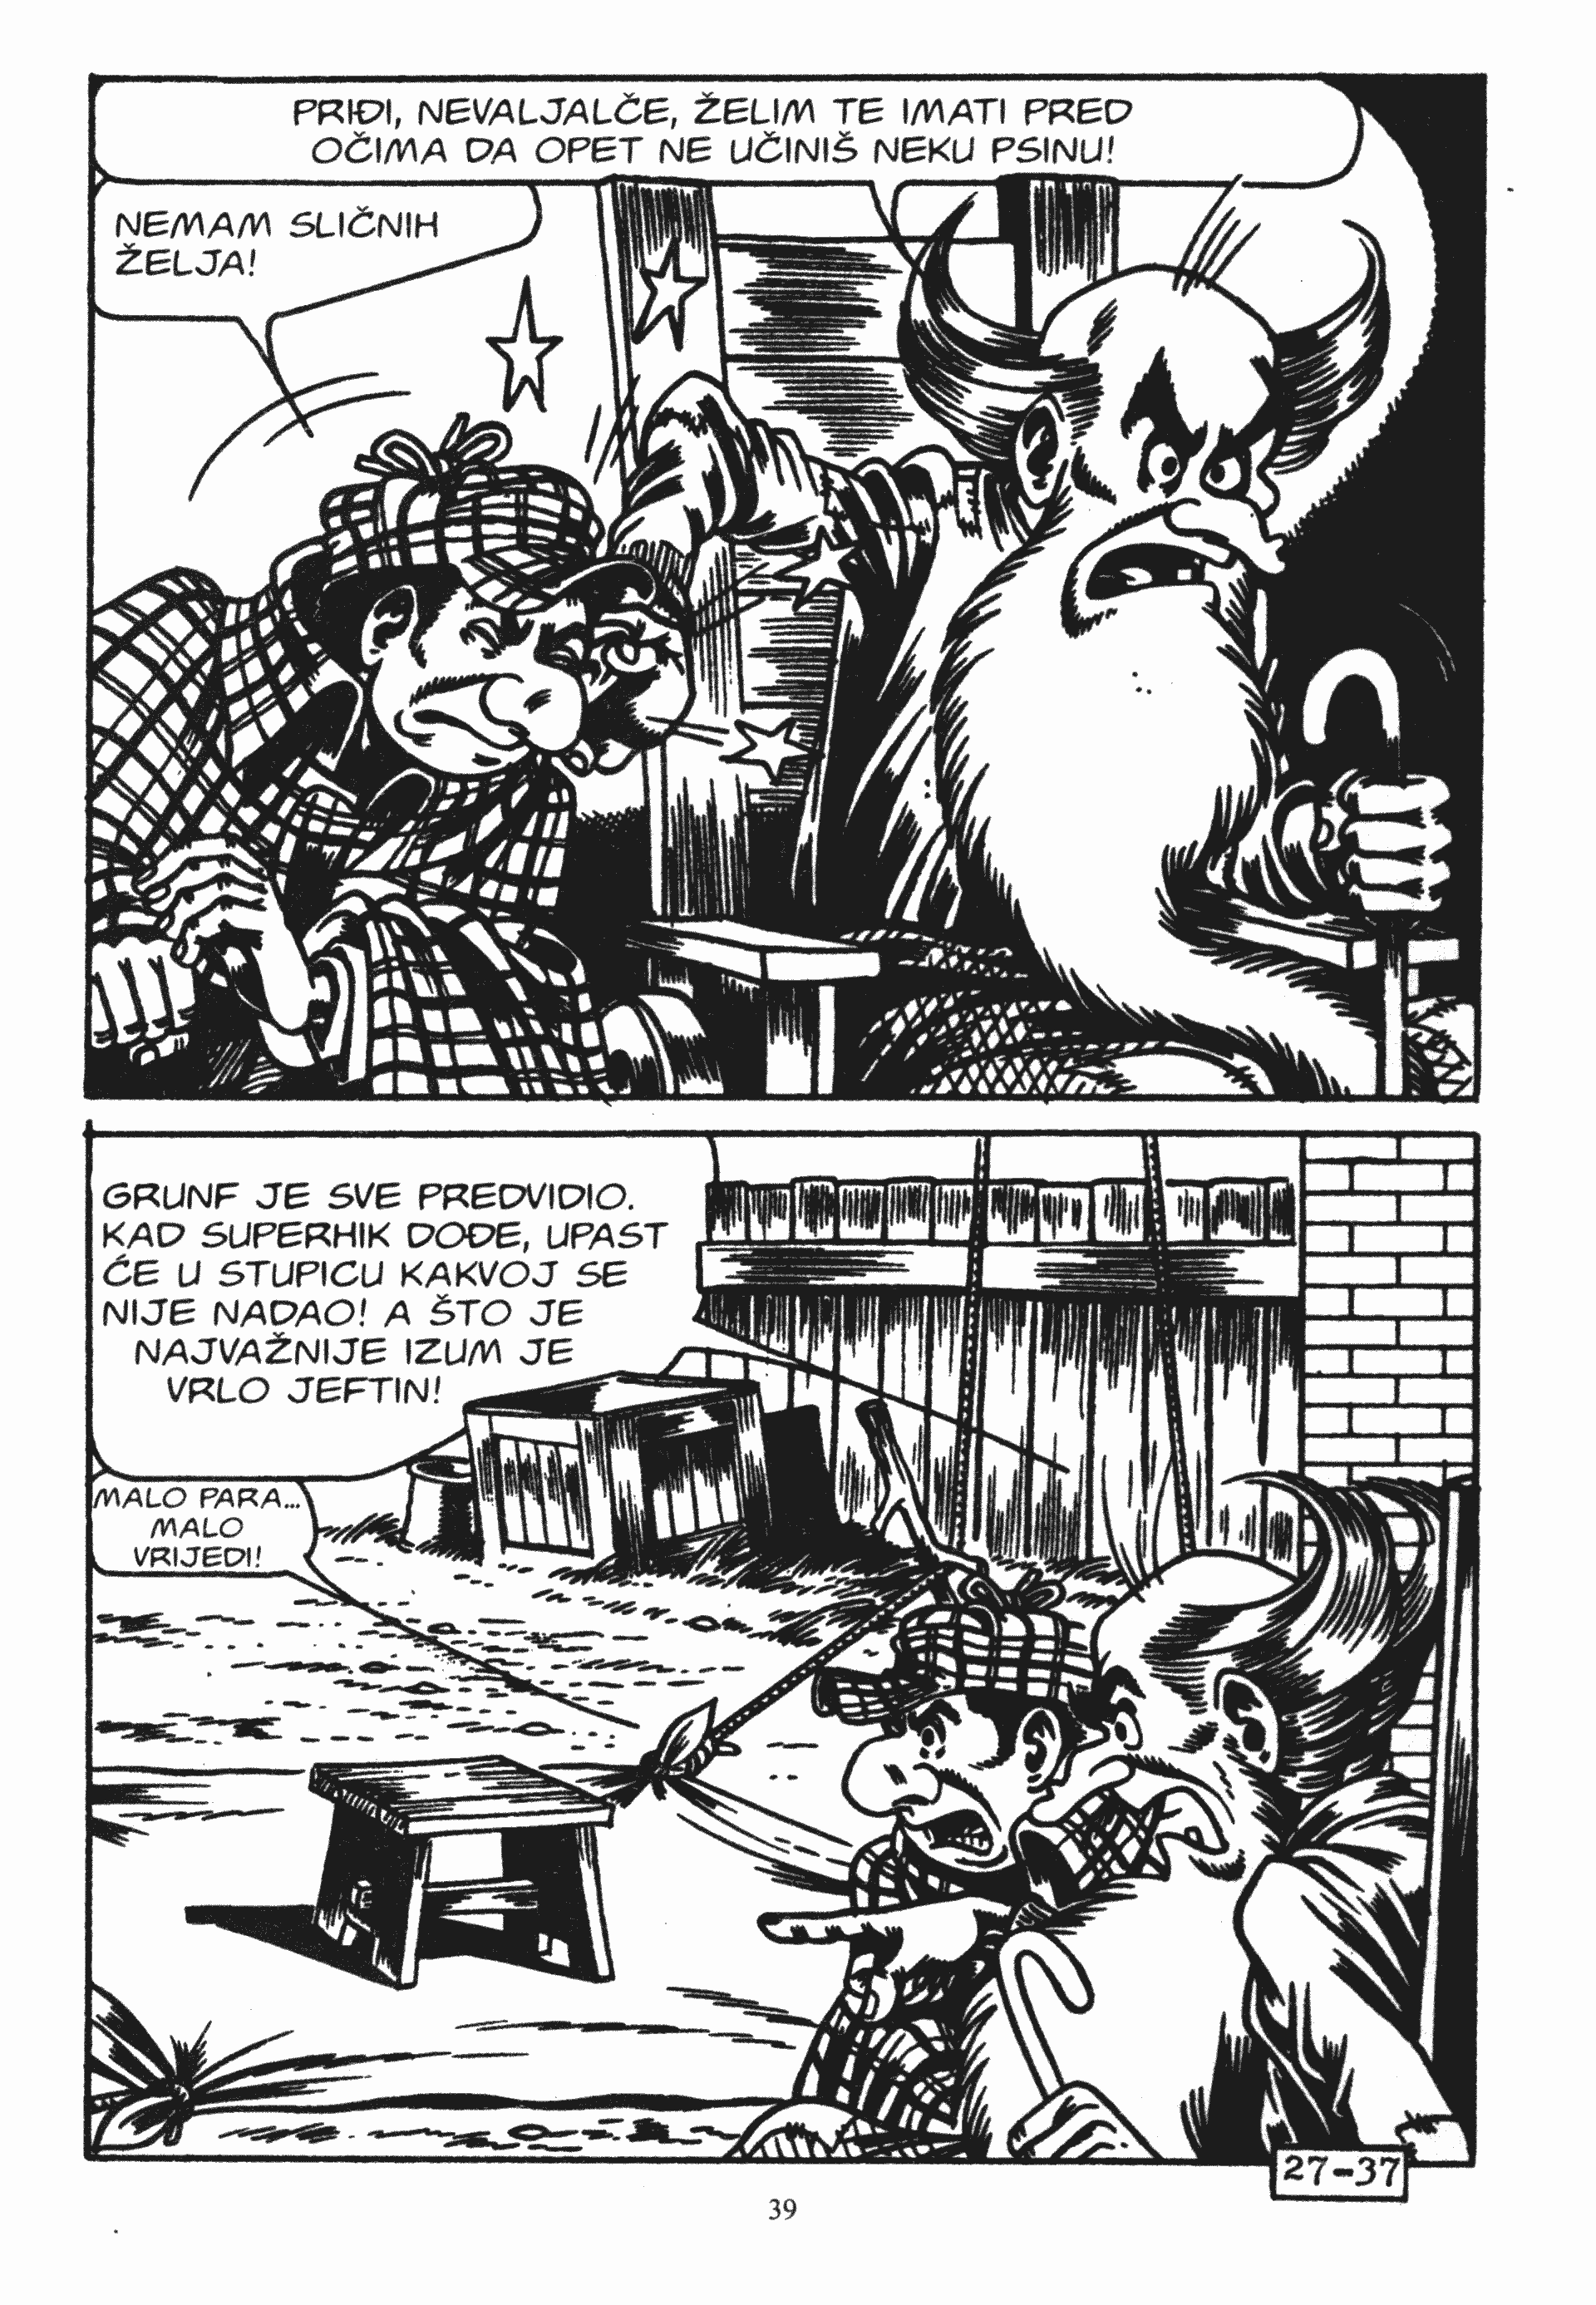 PRIĐI, NEVALJALČE, ŽELIM TE IMATI PRED
OČIMA DA OPET NE UČINIŠ NEKU PSINU!
NEMAM SLIČNIH
ŽELJA!
GRUNF JE SVE PREDVIDIO.
KAD SUPERHIK DOĐE, UPAST
ĆE U STUPICU KAKVOJ SE
NIJE NADAO! A ŠTO JE
NAJVAŽNIJE IZUM JE
VRLO JEFTIN!
MALO PARA...
MALO
VRIJEDI!
27-37
39